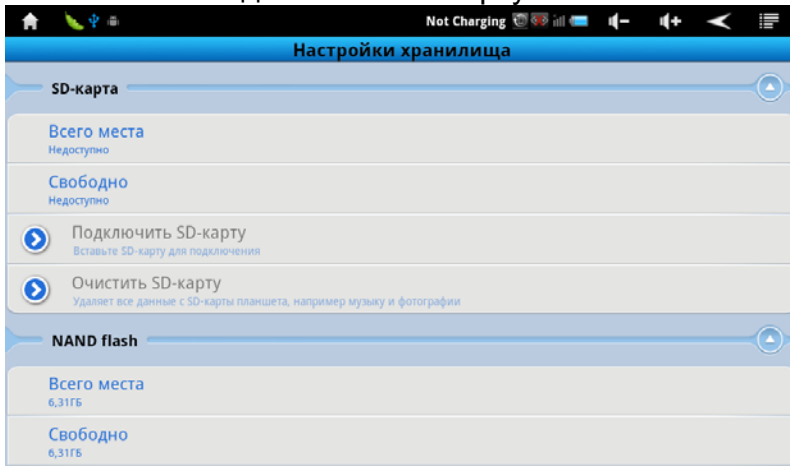 Not Charging
Настройки хранилища
SD-карта
Всего места
Недоступно
Свободно
Недоступно
Подключить SD-карту
Вставьте SD-карту для подключения
Очистить SD-карту
Удаляет все данные с SD-карты планшета, например музыку и фотографии
NAND flash
Всего места
6,31ГБ
Свободно
6,31ГБ